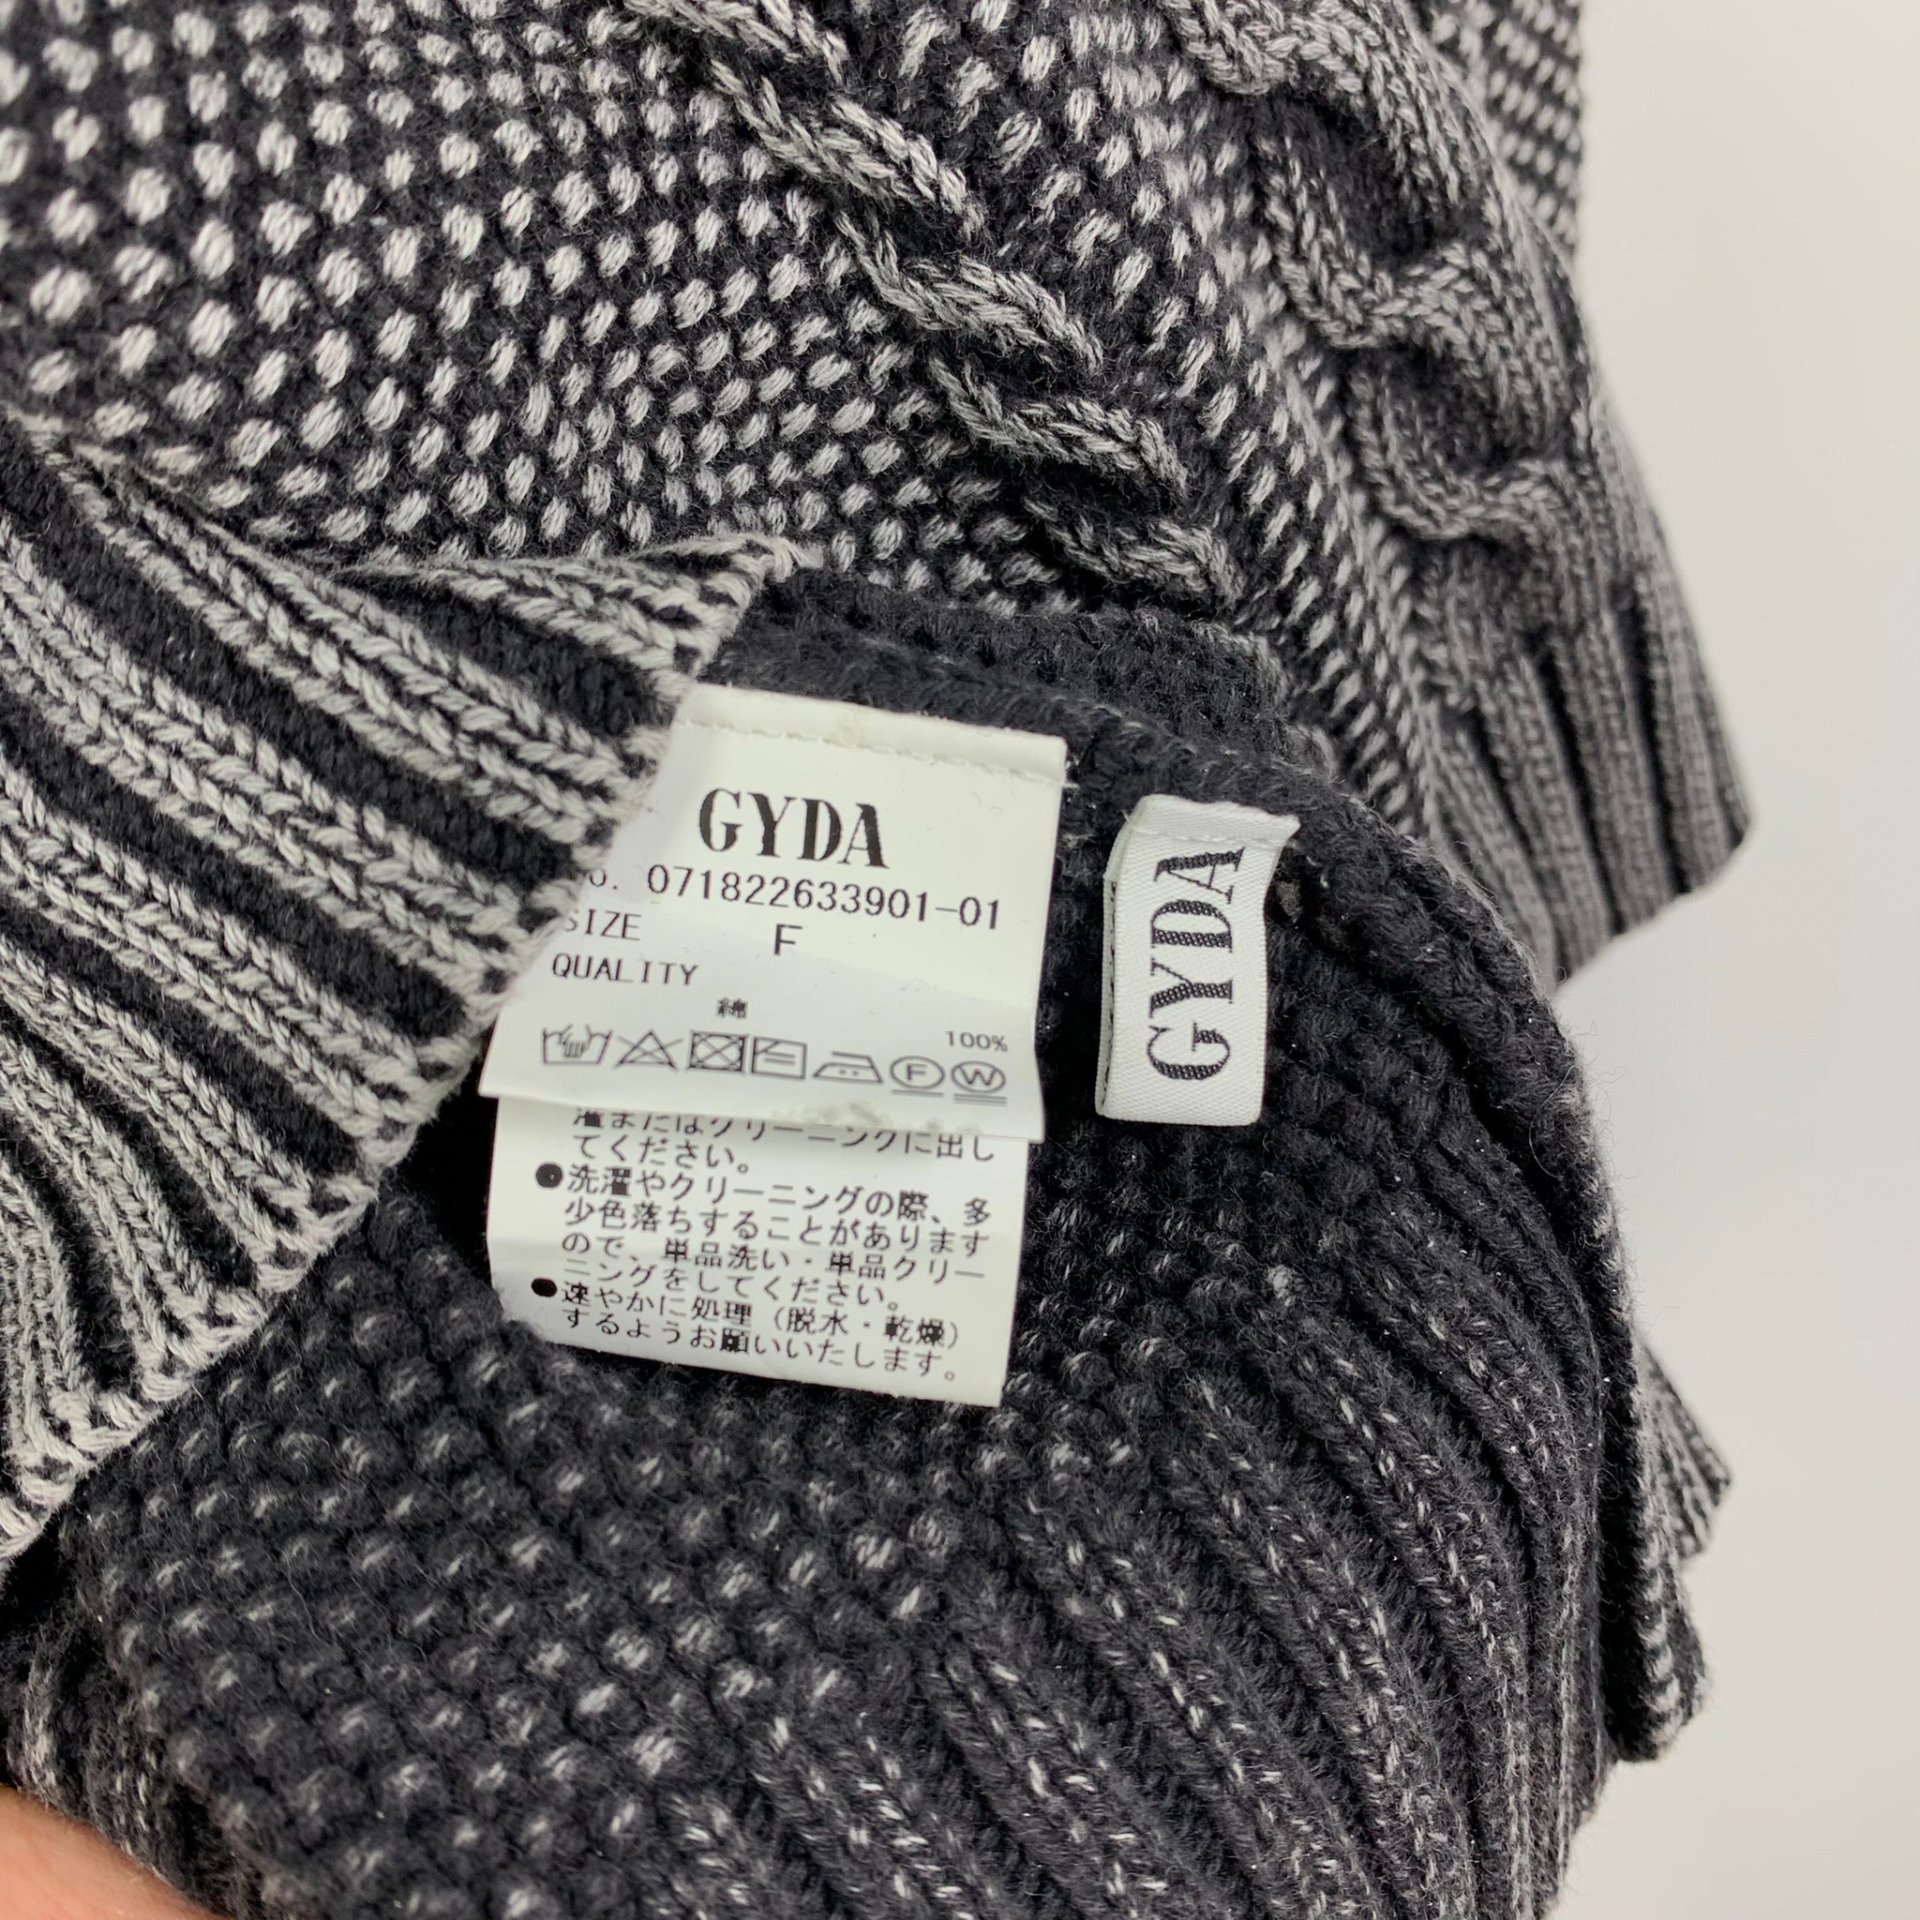 GYDA
o. 071822633901-01
SIZE F
QUALITY
綿
100%
F W
濯またはクリーニングに出し
てください。
●洗濯やクリーニングの際、多
少色落ちすることがあります
ので、単品洗い・単品クリー
ニングをしてください。
●速やかに処理（脱水・乾燥）
するようお願いいたします。
GYDA